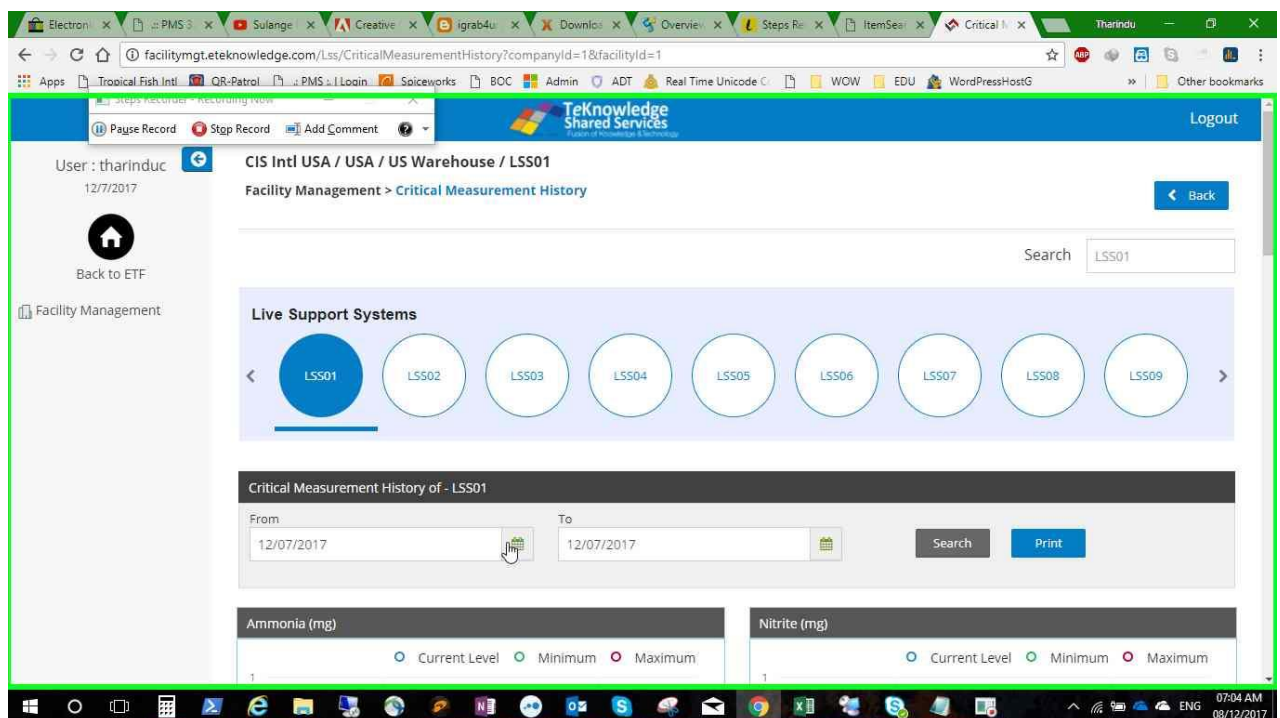 Electroni .:: PMS 3. Sulange Creative igrab4u Downloa Overview Steps Re ItemSear Critical M Tharindu
facilitymgt.eteknowledge.com/Lss/CriticalMeasurementHistory?companyId=1&facilityId=1
Apps Tropical Fish Intl QR-Patrol .: PMS :. | Login Spiceworks BOC Admin ADT Real Time Unicode C WOW EDU WordPressHostG » Other bookmarks
Steps Recorder - Recording Now
Pause Record Stop Record Add Comment
TeKnowledge
Shared Services
Fusion of Knowledge & Technology
Logout
User : tharinduc
12/7/2017
Back to ETF
Facility Management
CIS Intl USA / USA / US Warehouse / LSS01
Facility Management > Critical Measurement History
Back
Search LSS01
Live Support Systems
LSS01 LSS02 LSS03 LSS04 LSS05 LSS06 LSS07 LSS08 LSS09
Critical Measurement History of - LSS01
From To
12/07/2017 12/07/2017 Search Print
Ammonia (mg) Nitrite (mg)
Current Level Minimum Maximum Current Level Minimum Maximum
1 1
ENG 07:04 AM
08/12/2017